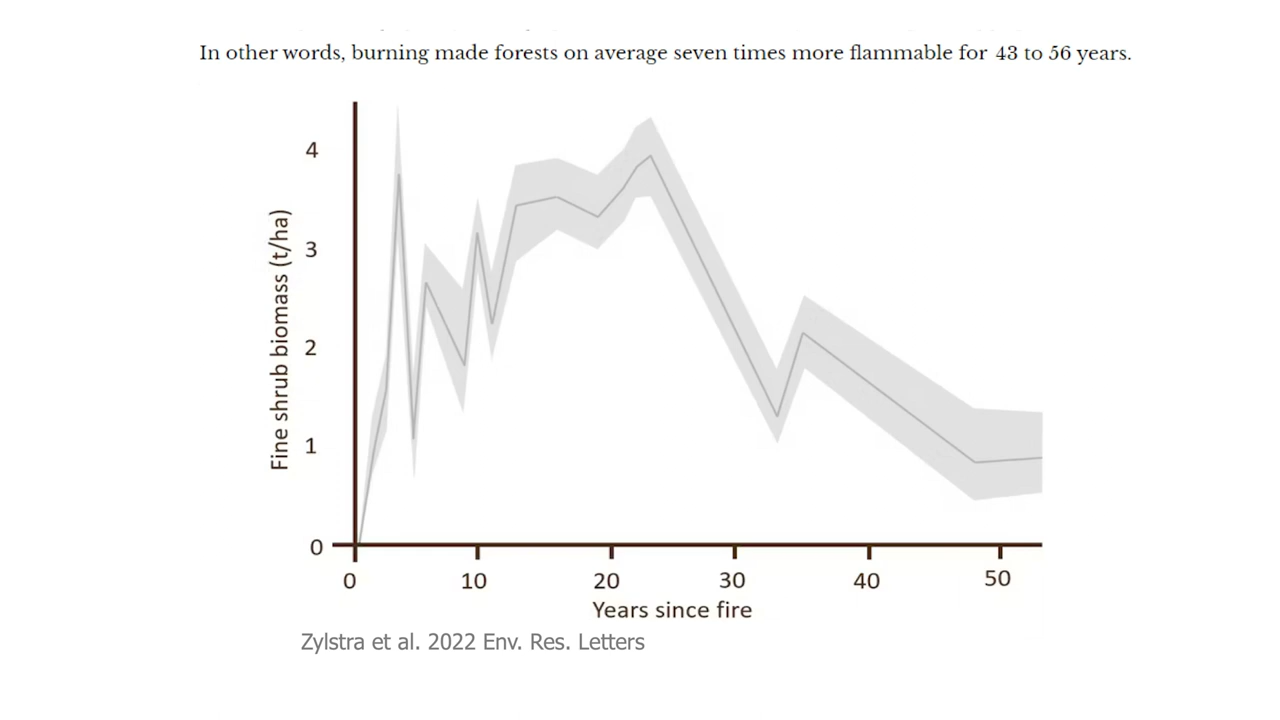 In other words, burning made forests on average seven times more flammable for 43 to 56 years.
4
3
2
1
0
Fine shrub biomass (t/ha)
0 10 20 30 40 50
Years since fire
Zylstra et al. 2022 Env. Res. Letters